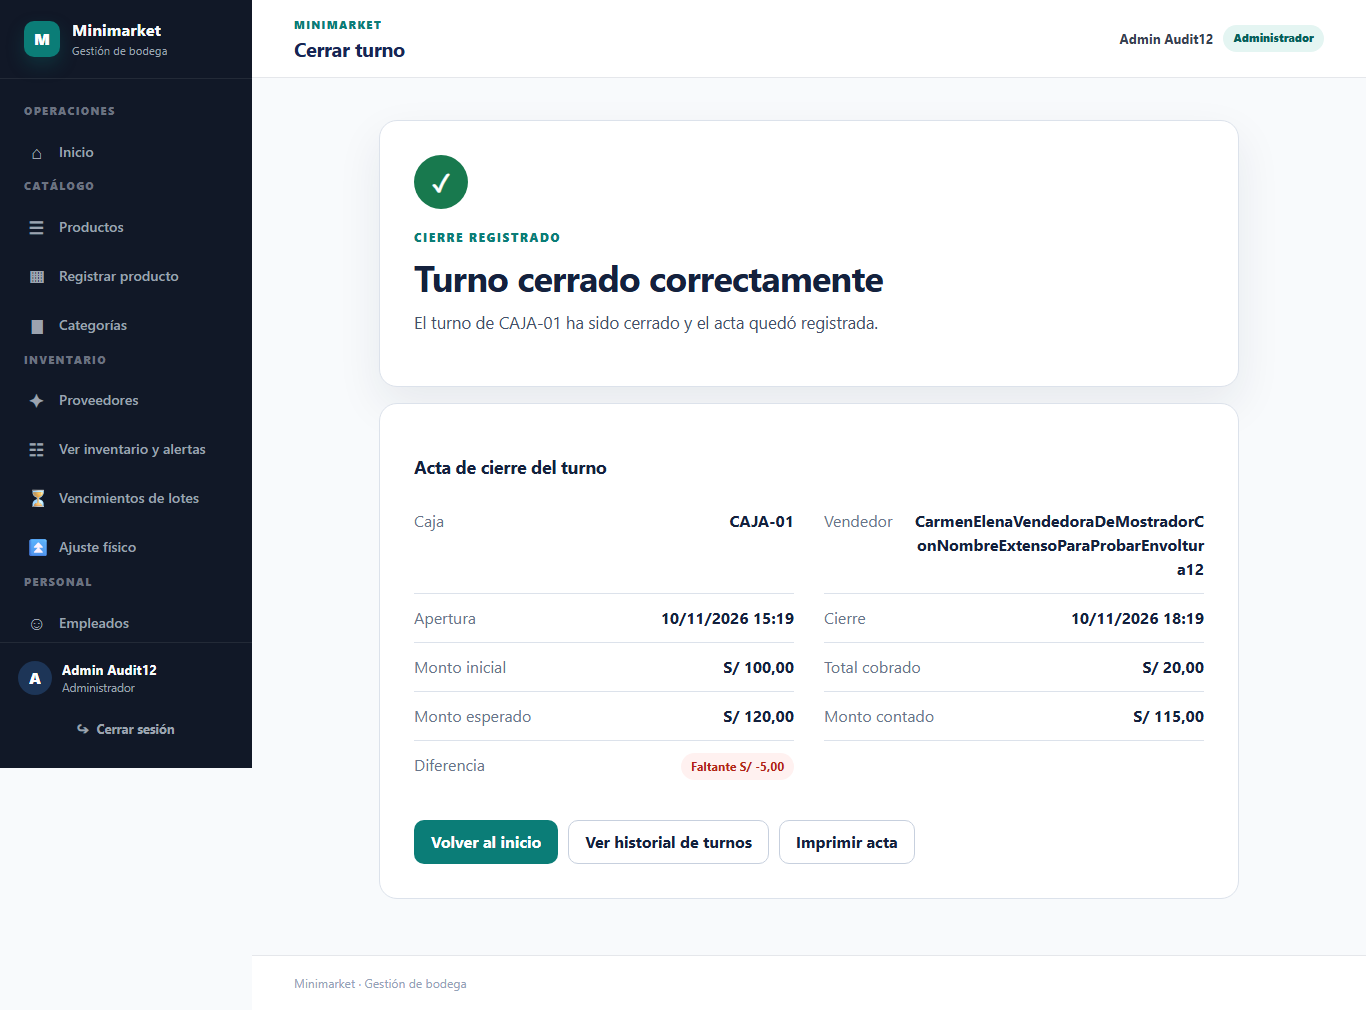 M
Minimarket
Gestión de bodega
OPERACIONES
Inicio
CATÁLOGO
Productos
Registrar producto
Categorías
INVENTARIO
Proveedores
Ver inventario y alertas
Vencimientos de lotes
Ajuste físico
PERSONAL
Empleados
A
Admin Audit12
Administrador
Cerrar sesión
MINIMARKET
Cerrar turno
Admin Audit12
Administrador
CIERRE REGISTRADO
Turno cerrado correctamente
El turno de CAJA-01 ha sido cerrado y el acta quedó registrada.
Acta de cierre del turno
Caja CAJA-01
Vendedor CarmenElenaVendedoraDeMostradorC
onNombreExtensoParaProbarEnvoltur
a12
Apertura 10/11/2026 15:19
Cierre 10/11/2026 18:19
Monto inicial S/ 100,00
Total cobrado S/ 20,00
Monto esperado S/ 120,00
Monto contado S/ 115,00
Diferencia Faltante S/ -5,00
Volver al inicio
Ver historial de turnos
Imprimir acta
Minimarket · Gestión de bodega